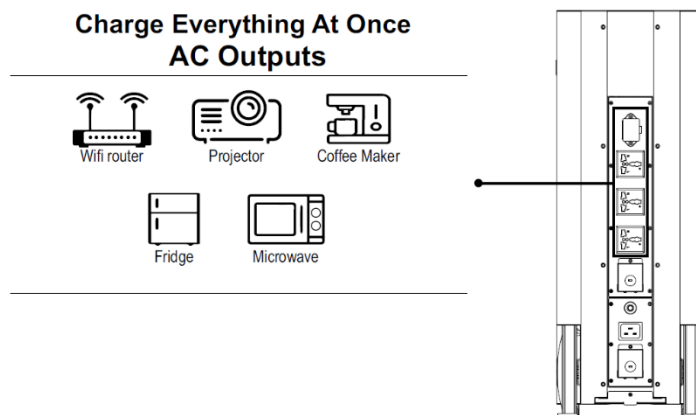 Charge Everything At Once
AC Outputs
Wifi router
Projector
Coffee Maker
Fridge
Microwave